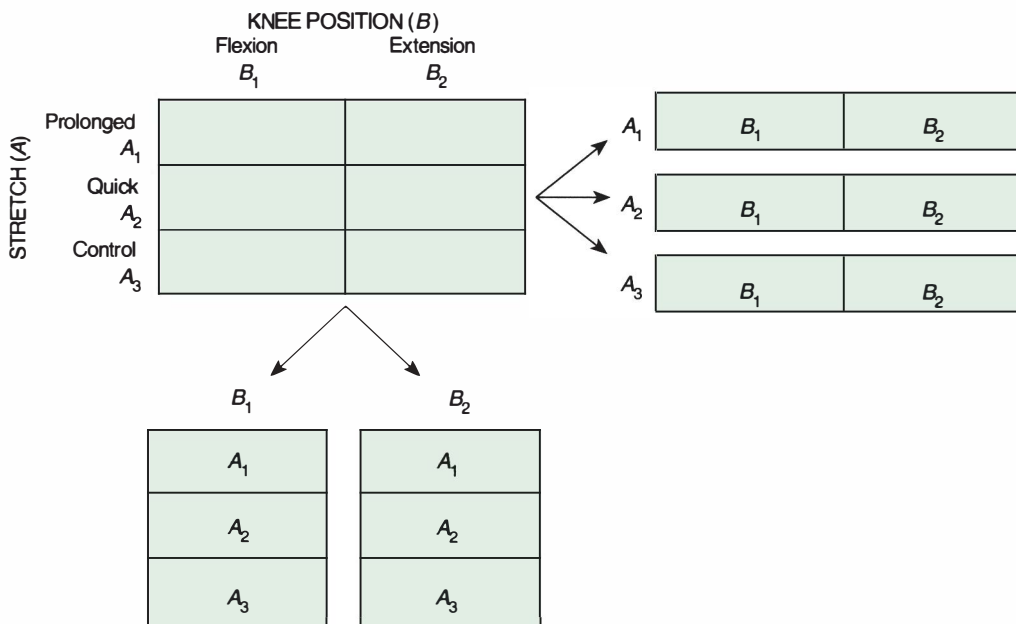 KNEE POSITION (B)
Flexion Extension
B₁ B₂
STRETCH (A)
Prolonged
A₁
Quick
A₂
Control
A₃
A₁ B₁ B₂
A₂ B₁ B₂
A₃ B₁ B₂
B₁ B₂
A₁ A₁
A₂ A₂
A₃ A₃